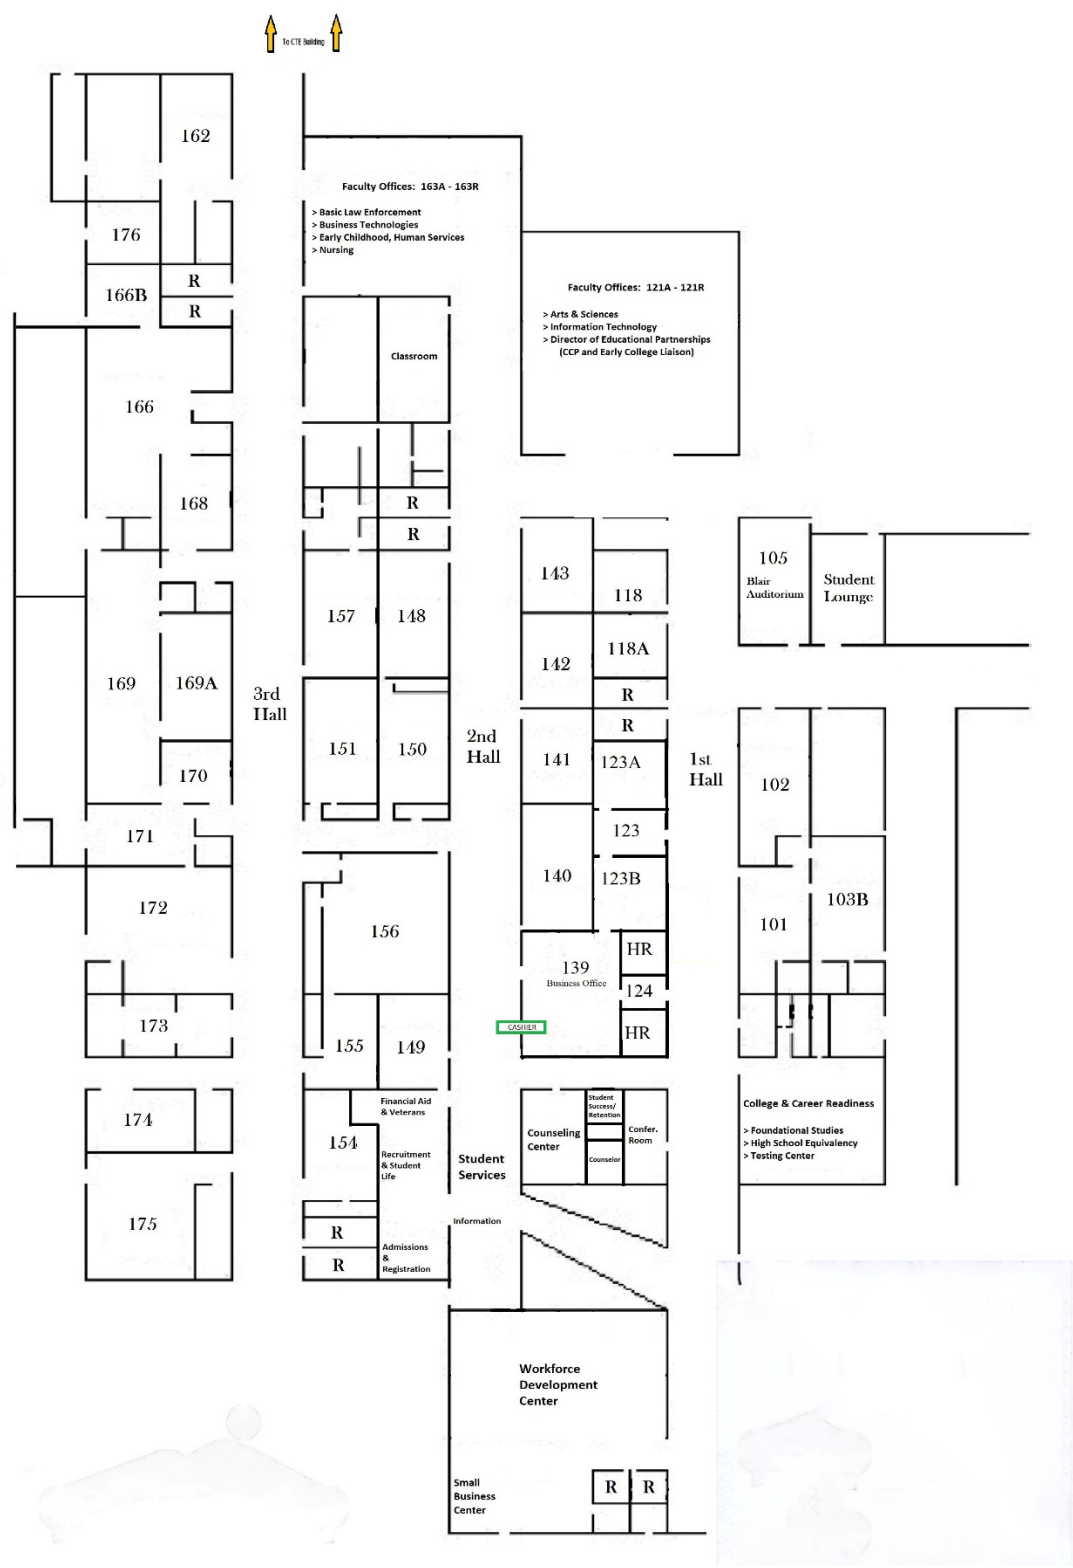 To CTE Building
162
Faculty Offices: 163A - 163R
> Basic Law Enforcement
> Business Technologies
> Early Childhood, Human Services
> Nursing
176
R
166B
R
Faculty Offices: 121A - 121R
> Arts & Sciences
> Information Technology
> Director of Educational Partnerships
(CCP and Early College Liaison)
Classroom
166
168
R
R
143
118
105
Blair
Auditorium
Student
Lounge
157
148
142
118A
169
169A
3rd
Hall
R
R
151
150
2nd
Hall
141
123A
1st
Hall
102
170
171
123
140
123B
172
156
101
103B
139
Business Office
HR
124
HR
CASHIER
173
155
149
174
Financial Aid
& Veterans
154
Recruitment
& Student
Life
Student
Services
Counseling
Center
Student
Success/
Retention
Counselor
Confer.
Room
College & Career Readiness
> Foundational Studies
> High School Equivalency
> Testing Center
175
R
R
Information
Admissions
&
Registration
Workforce
Development
Center
Small
Business
Center
R
R